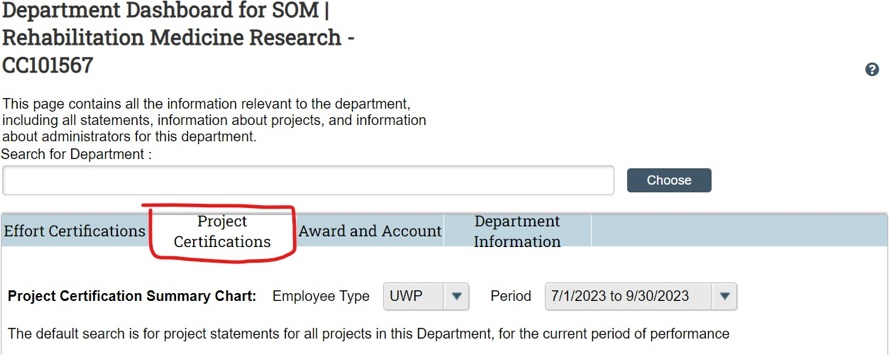 Department Dashboard for SOM |
Rehabilitation Medicine Research -
CC101567
?
This page contains all the information relevant to the department,
including all statements, information about projects, and information
about administrators for this department.
Search for Department :
Choose
Effort Certifications
Project
Certifications
Award and Account
Department
Information
Project Certification Summary Chart: Employee Type UWP Period 7/1/2023 to 9/30/2023
The default search is for project statements for all projects in this Department, for the current period of performance